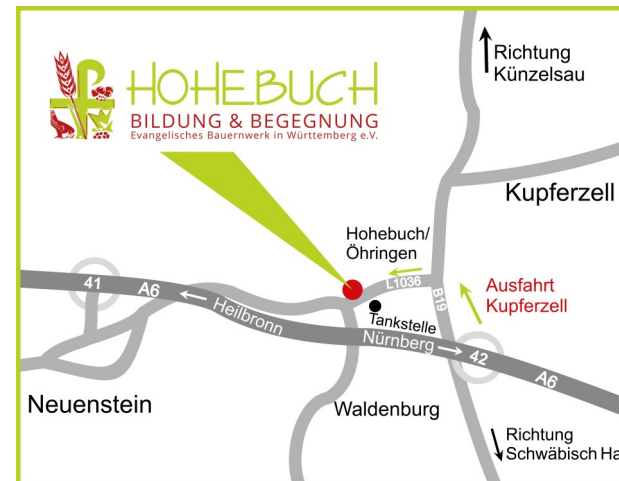 HOHEBUCH
BILDUNG & BEGEGNUNG
Evangelisches Bauernwerk in Württemberg e.V.
Richtung
Künzelsau
Kupferzell
Hohebuch/
Öhringen
L1036
B19
Ausfahrt
Kupferzell
41
A6
Heilbronn
Tankstelle
Nürnberg
42
A6
Neuenstein
Waldenburg
Richtung
Schwäbisch Ha